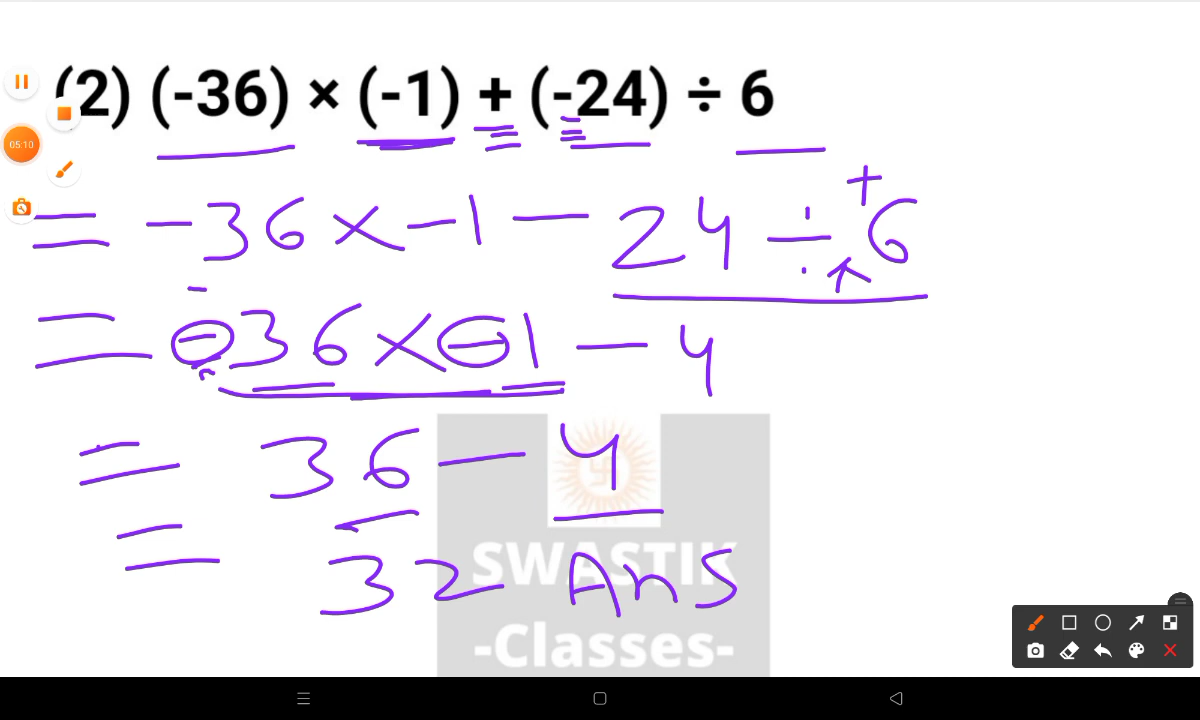 (2) (-36) × (-1) + (-24) ÷ 6
05:10
= -36 × -1 - 24 ÷ 6
+
= -36 × -1 - 4
= 36 - 4
= 32 Ans
SWASTIK
-Classes-